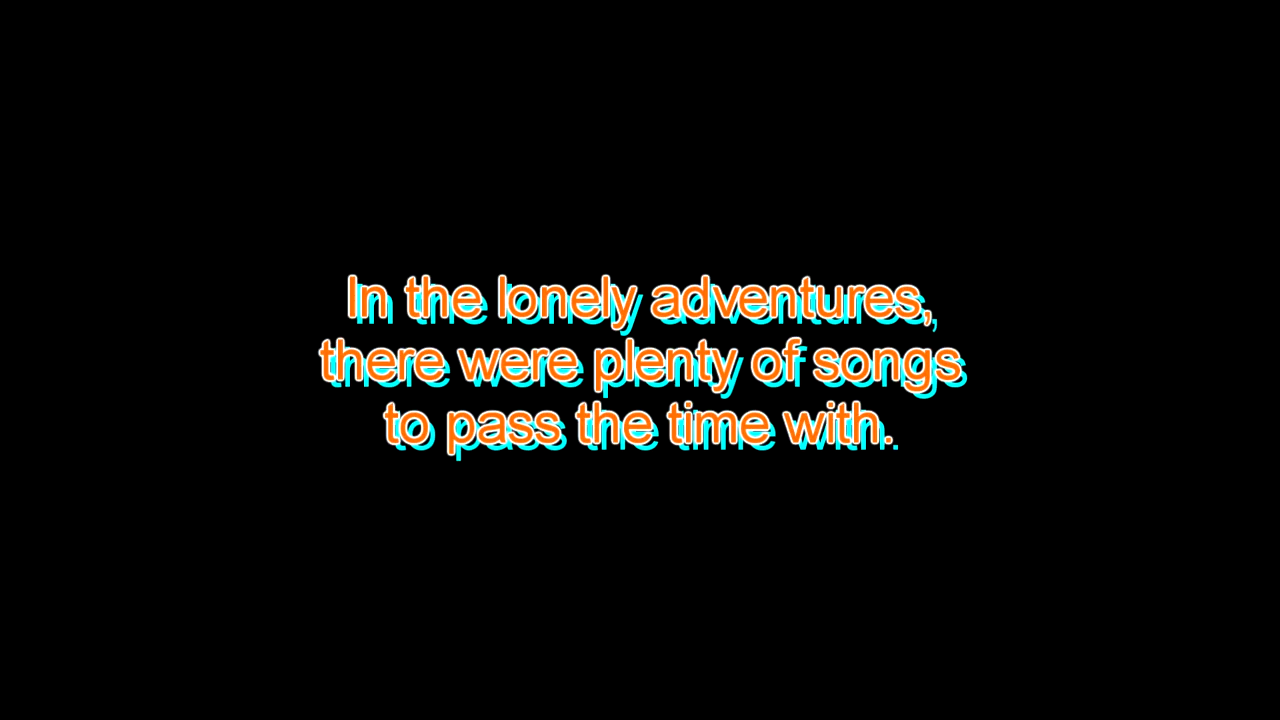 In the lonely adventures,
there were plenty of songs
to pass the time with.